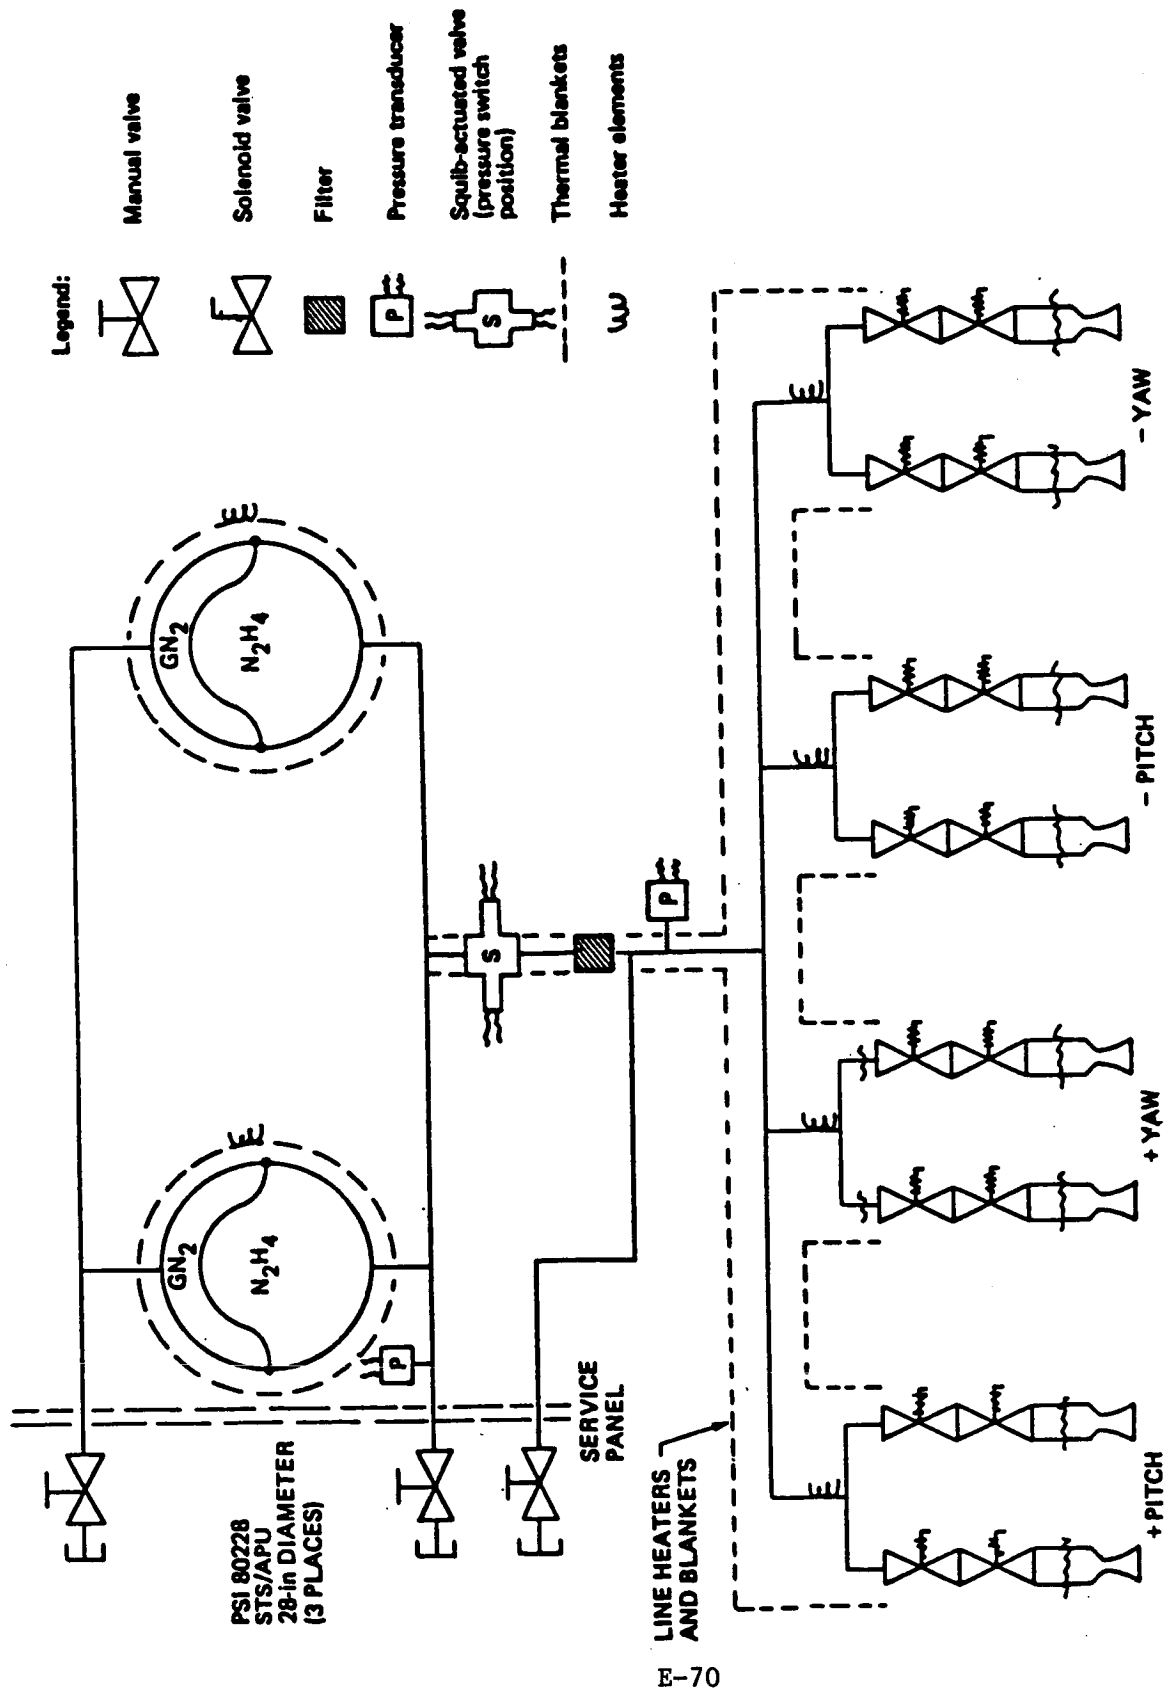 Legend:
Manual valve
Solenoid valve
Filter
P
Pressure transducer
S
Squib-actuated valve
(pressure switch
position)
Thermal blankets
Heater elements
GN2
N2H4
GN2
N2H4
P
S
P
PSI 80228
STS/APU
28-in DIAMETER
(3 PLACES)
SERVICE
PANEL
LINE HEATERS
AND BLANKETS
+PITCH
+YAW
-PITCH
-YAW
E-70